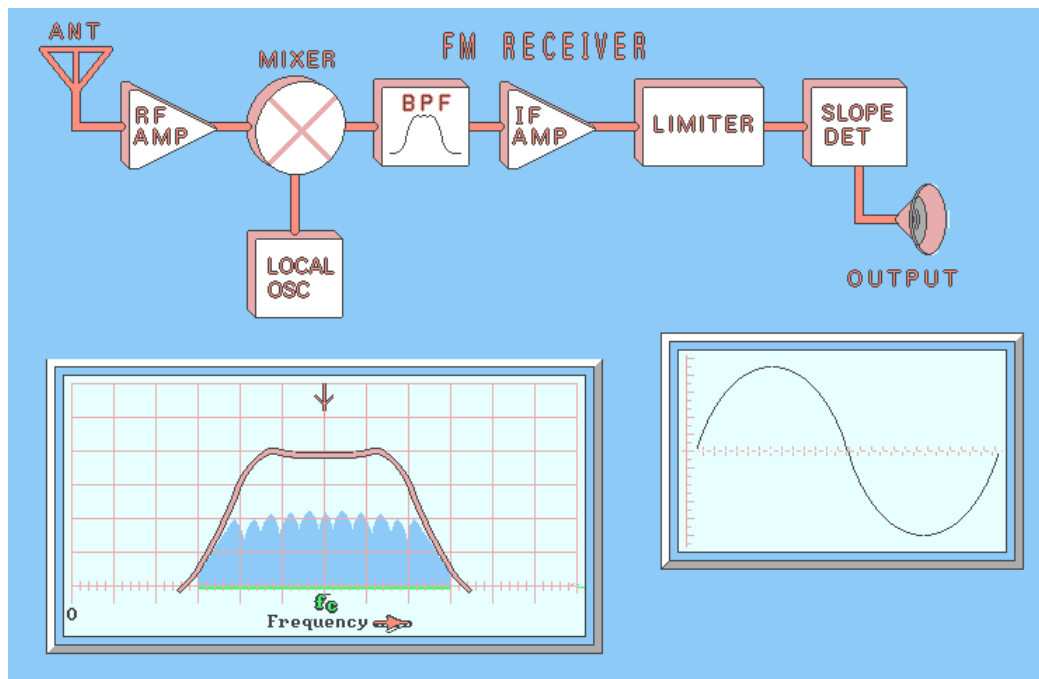 ANT
FM RECEIVER
MIXER
RF
AMP
BPF
IF
AMP
LIMITER
SLOPE
DET
LOCAL
OSC
OUTPUT
0
fc
Frequency